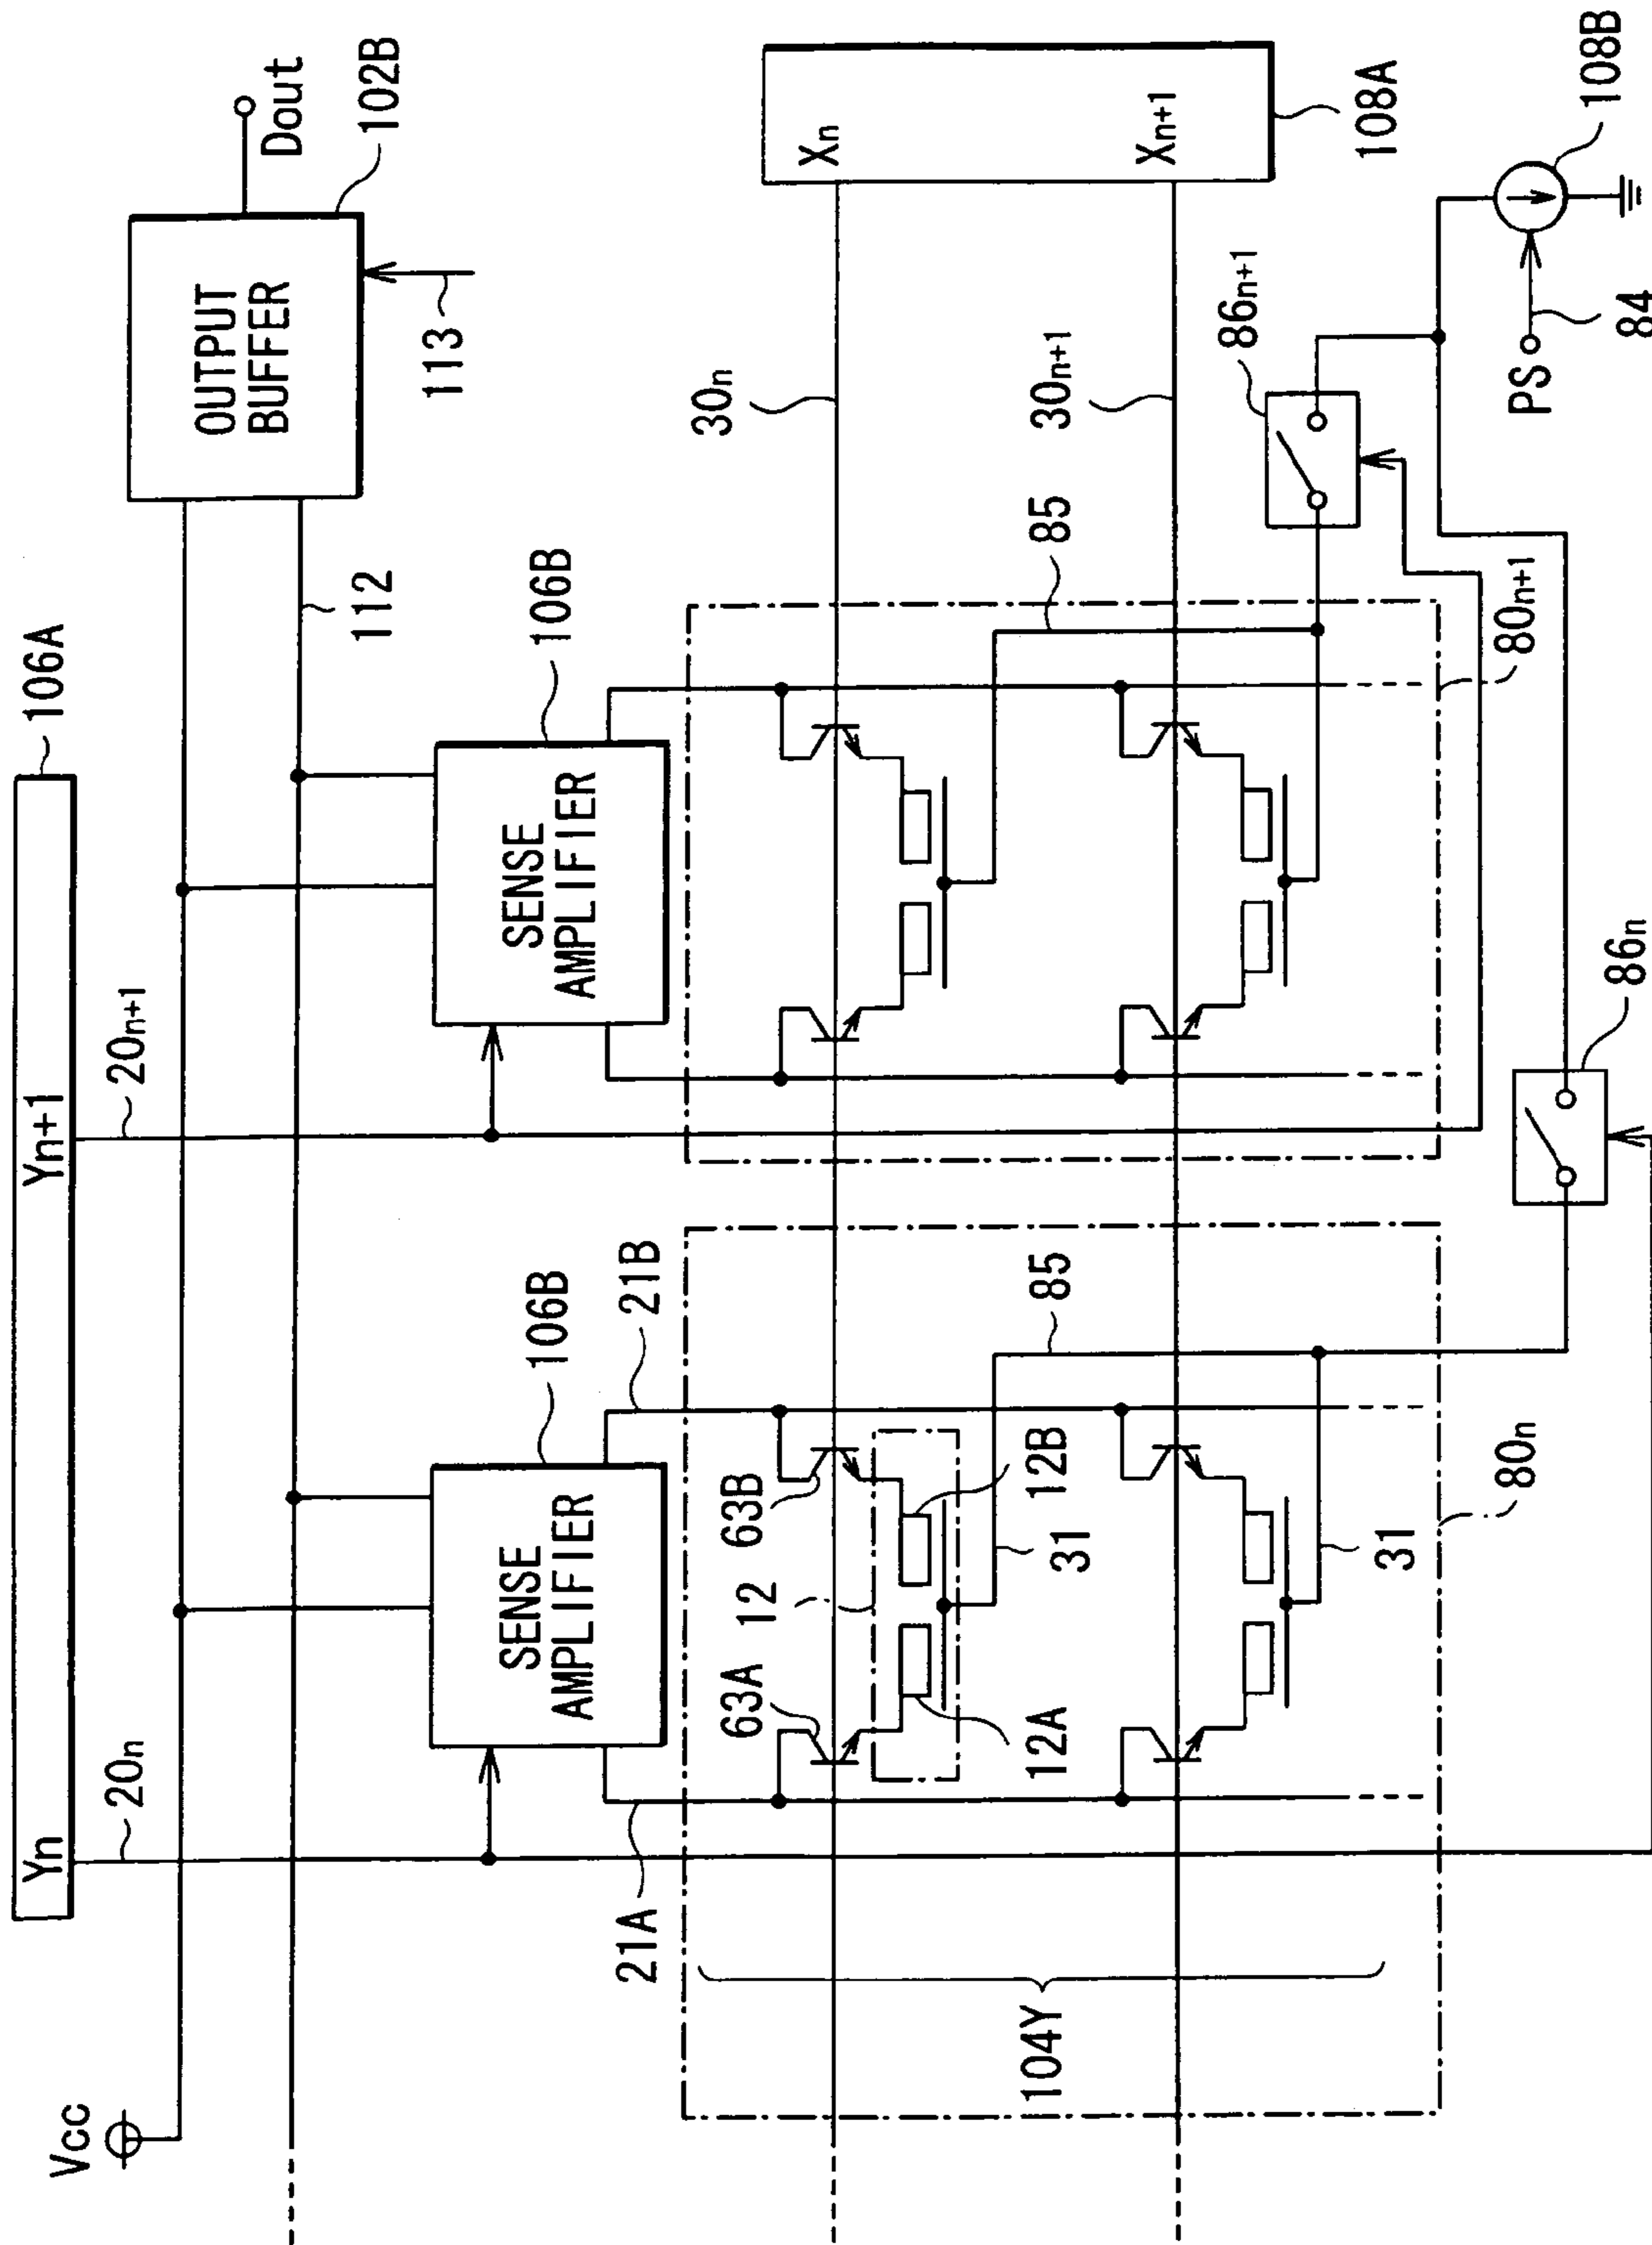 Vcc
Yn
Yn+1
106A
20n
20n+1
OUTPUT
BUFFER
Dout
102B
113
112
SENSE
AMPLIFIER
106B
SENSE
AMPLIFIER
106B
21A
21B
63A
12
63B
12A
12B
31
85
31
80n
104Y
85
80n+1
30n
30n+1
Xn
Xn+1
108A
86n+1
86n
PS
84
108B